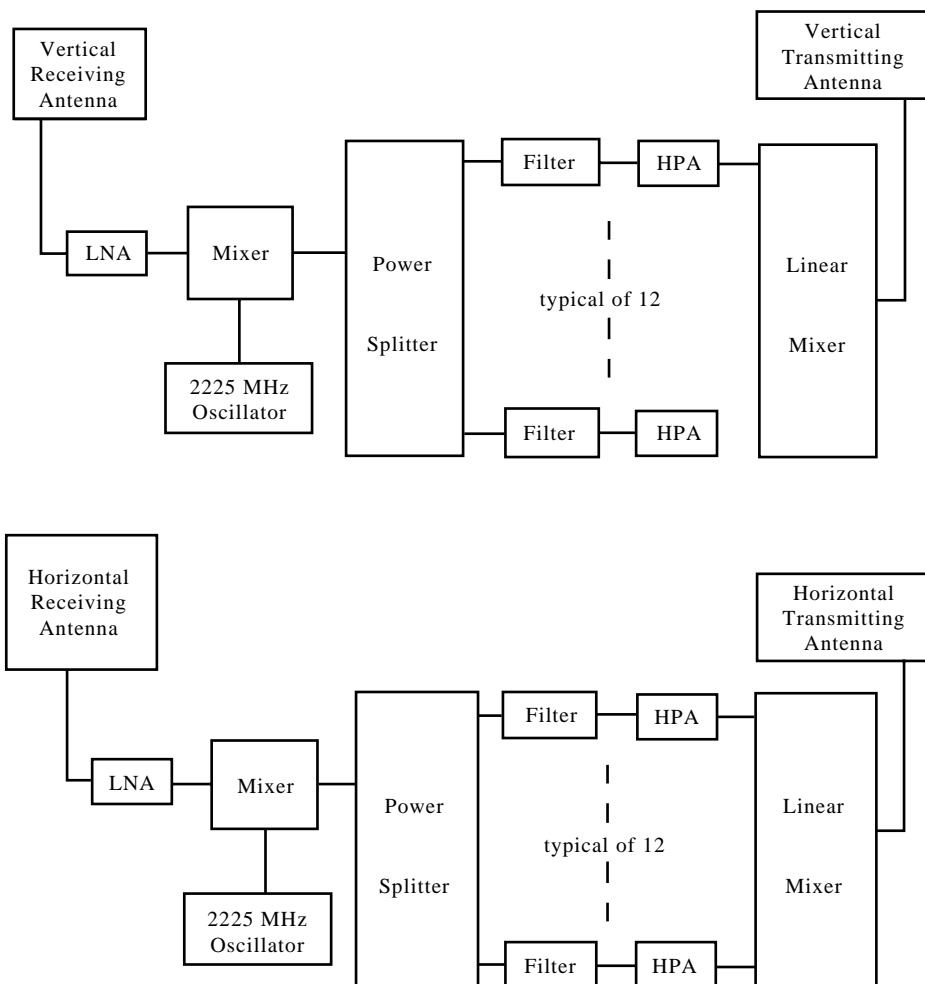 Vertical
Receiving
Antenna
Vertical
Transmitting
Antenna
LNA
Mixer
2225 MHz
Oscillator
Power
Splitter
Filter
HPA
typical of 12
Filter
HPA
Linear
Mixer
Horizontal
Receiving
Antenna
Horizontal
Transmitting
Antenna
LNA
Mixer
2225 MHz
Oscillator
Power
Splitter
Filter
HPA
typical of 12
Filter
HPA
Linear
Mixer